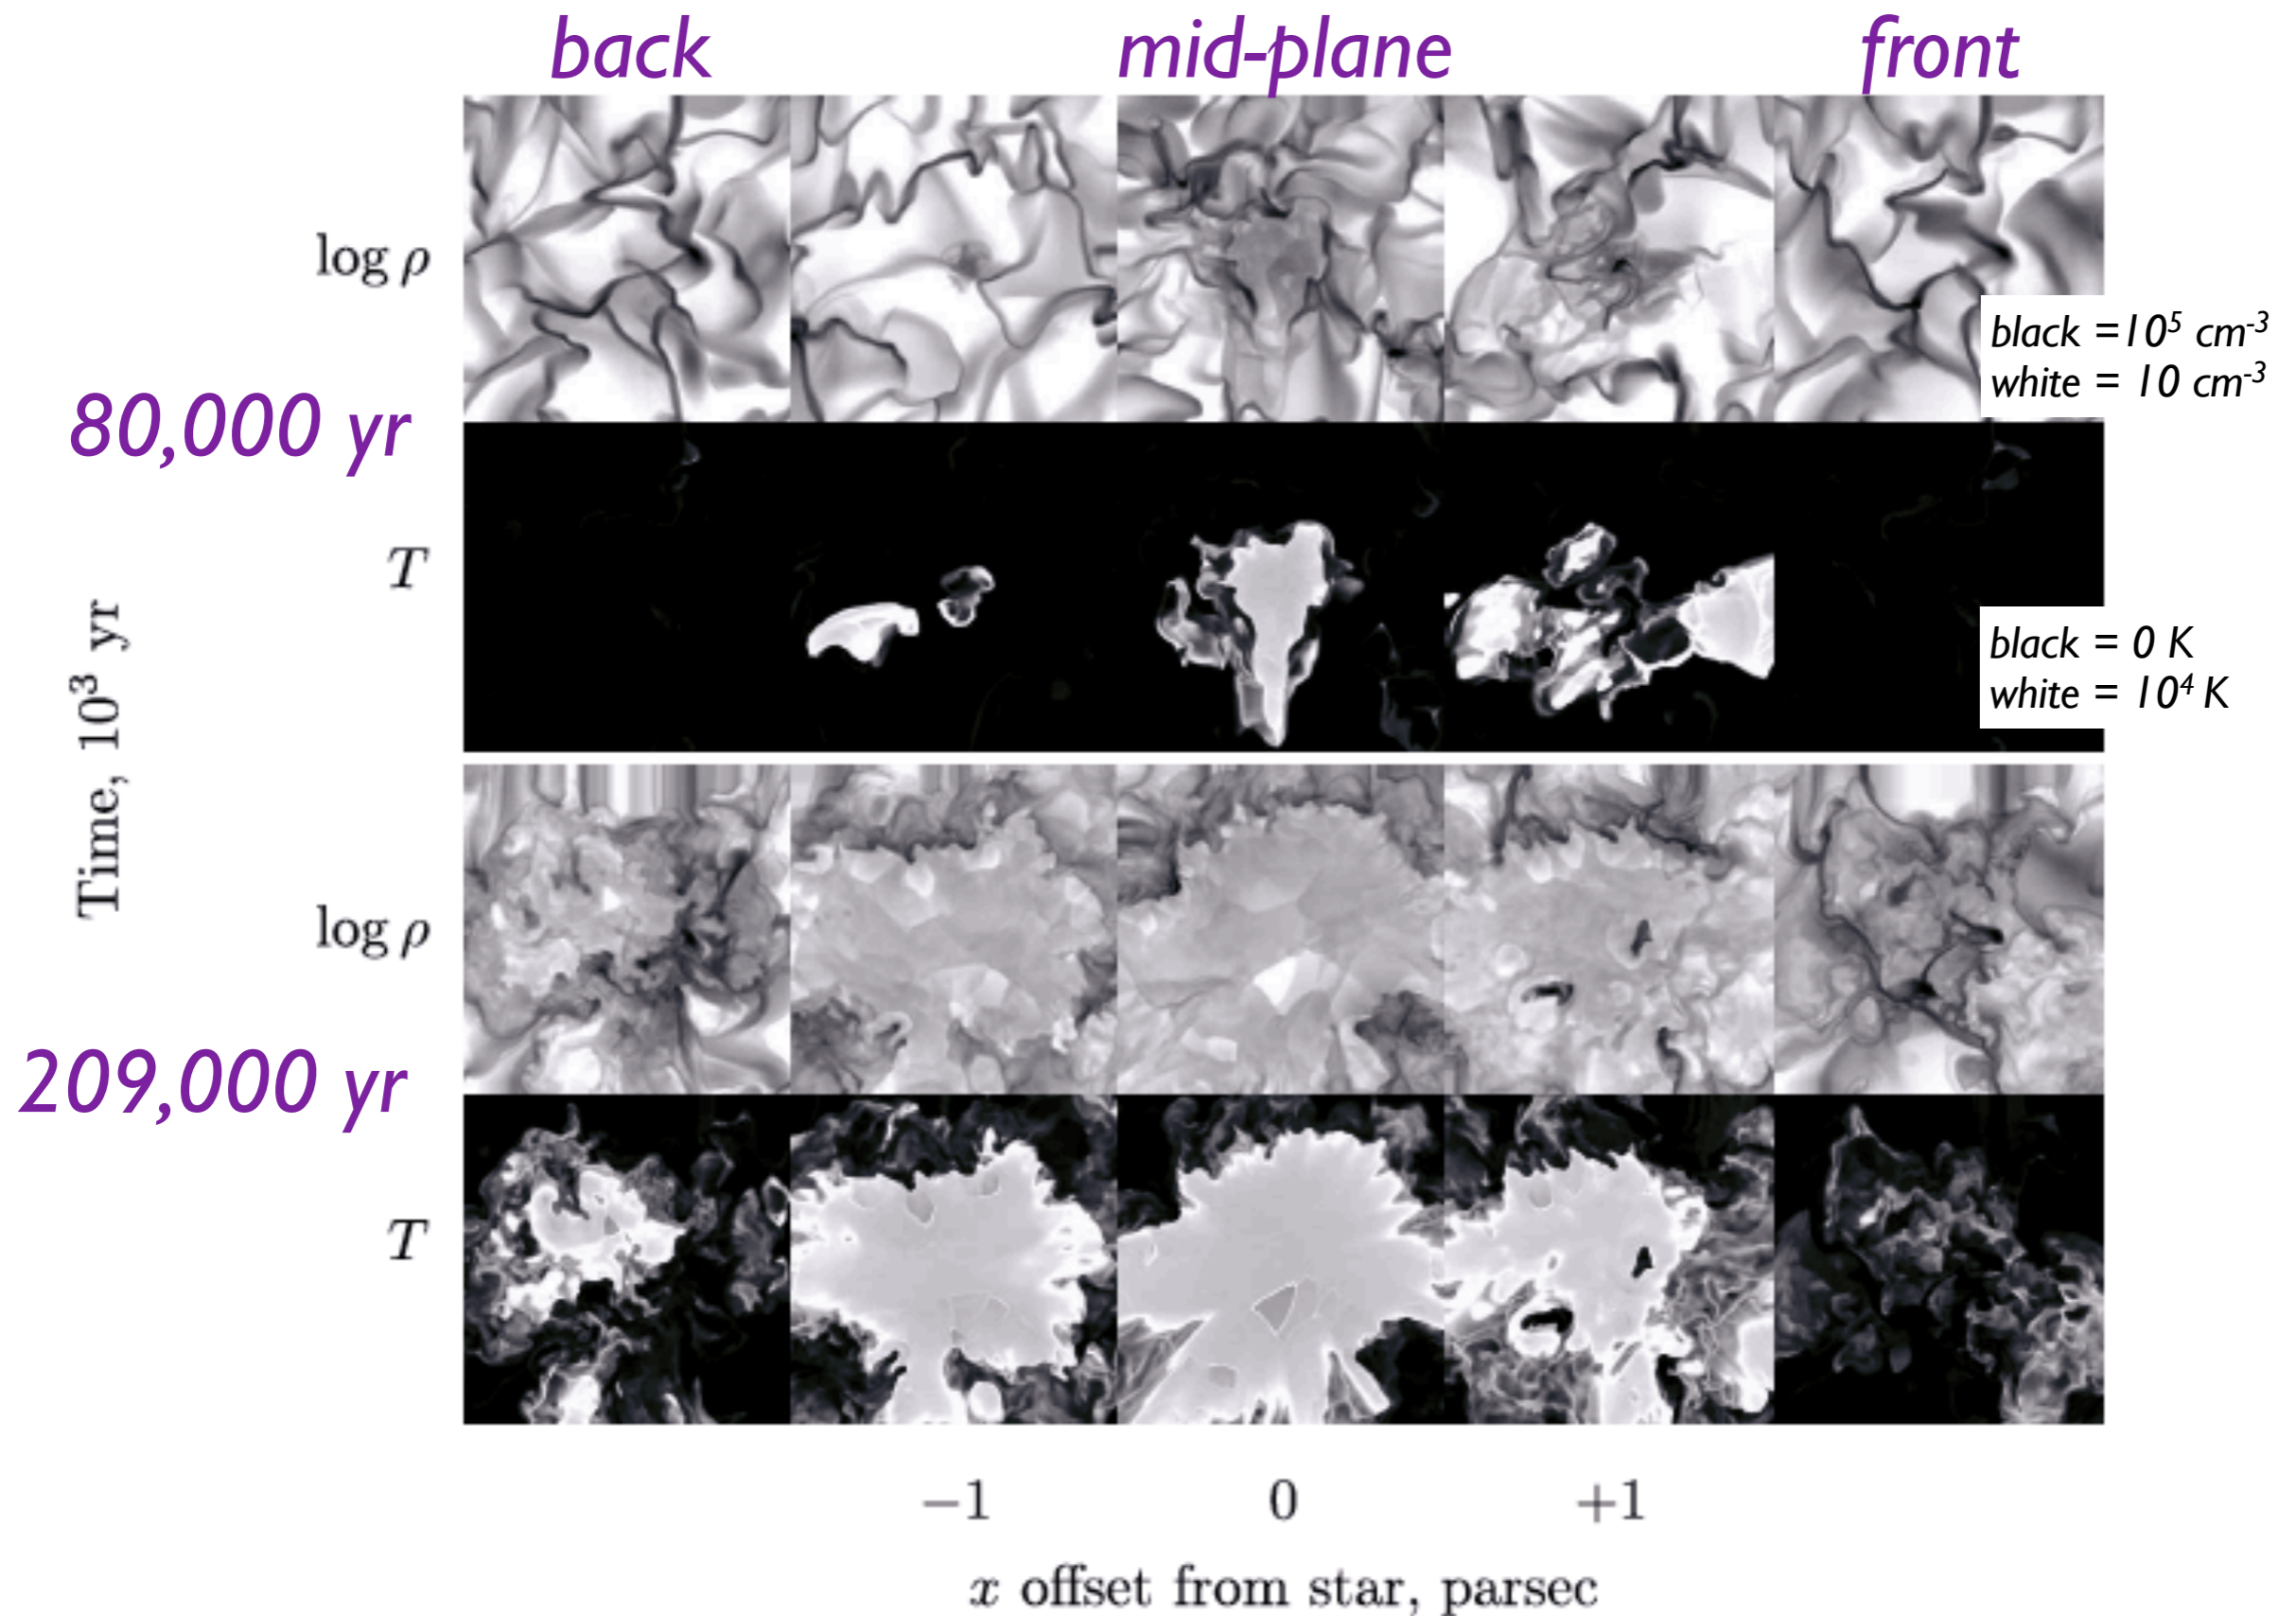 back mid-plane front
log ρ
black =10⁵ cm⁻³
white = 10 cm⁻³
80,000 yr
T
black = 0 K
white = 10⁴ K
Time, 10³ yr
log ρ
209,000 yr
T
−1 0 +1
x offset from star, parsec